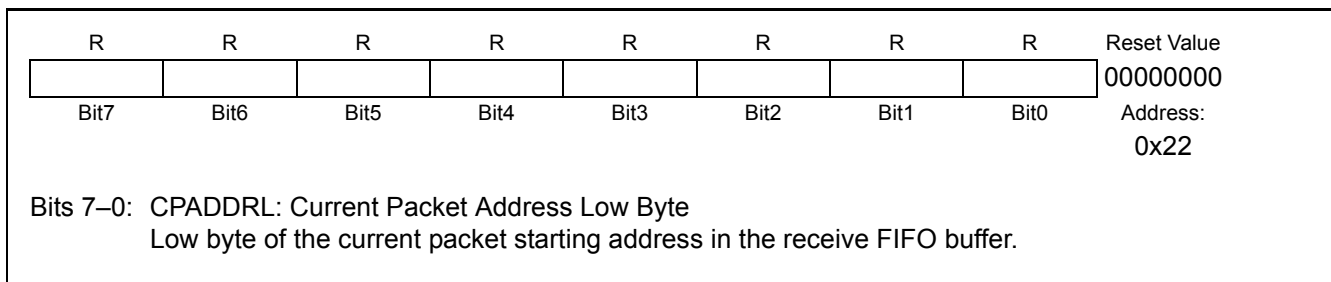 R R R R R R R R Reset Value
00000000
Bit7 Bit6 Bit5 Bit4 Bit3 Bit2 Bit1 Bit0 Address:
0x22
Bits 7–0: CPADDRL: Current Packet Address Low Byte
Low byte of the current packet starting address in the receive FIFO buffer.